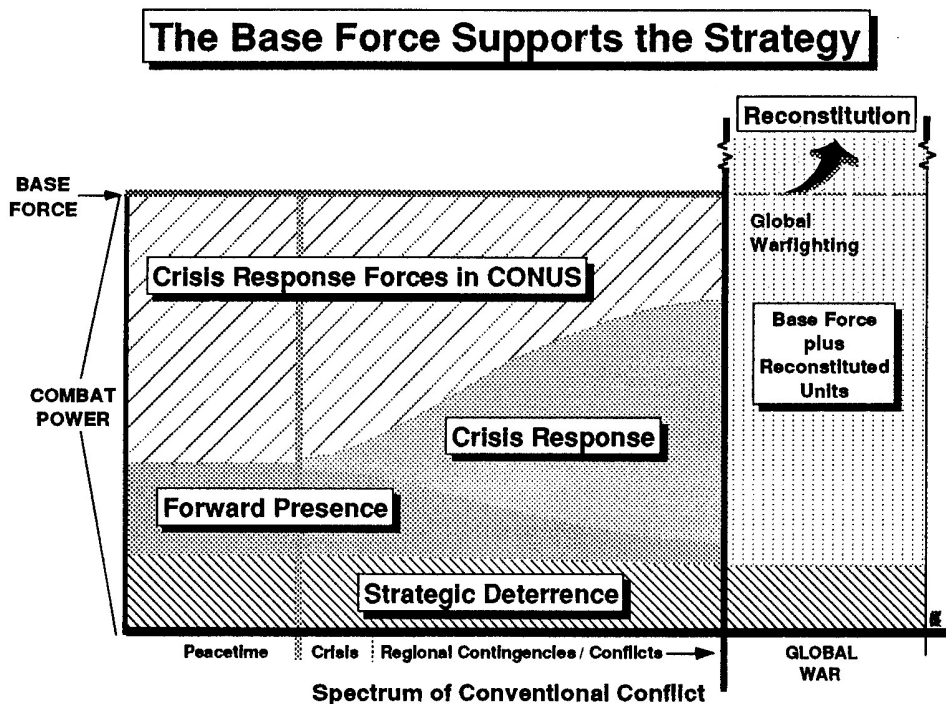 The Base Force Supports the Strategy
Reconstitution
BASE
FORCE
Global
Warfighting
Crisis Response Forces in CONUS
Base Force
plus
Reconstituted
Units
COMBAT
POWER
Crisis Response
Forward Presence
Strategic Deterrence
Peacetime
Crisis
Regional Contingencies / Conflicts
GLOBAL
WAR
Spectrum of Conventional Conflict